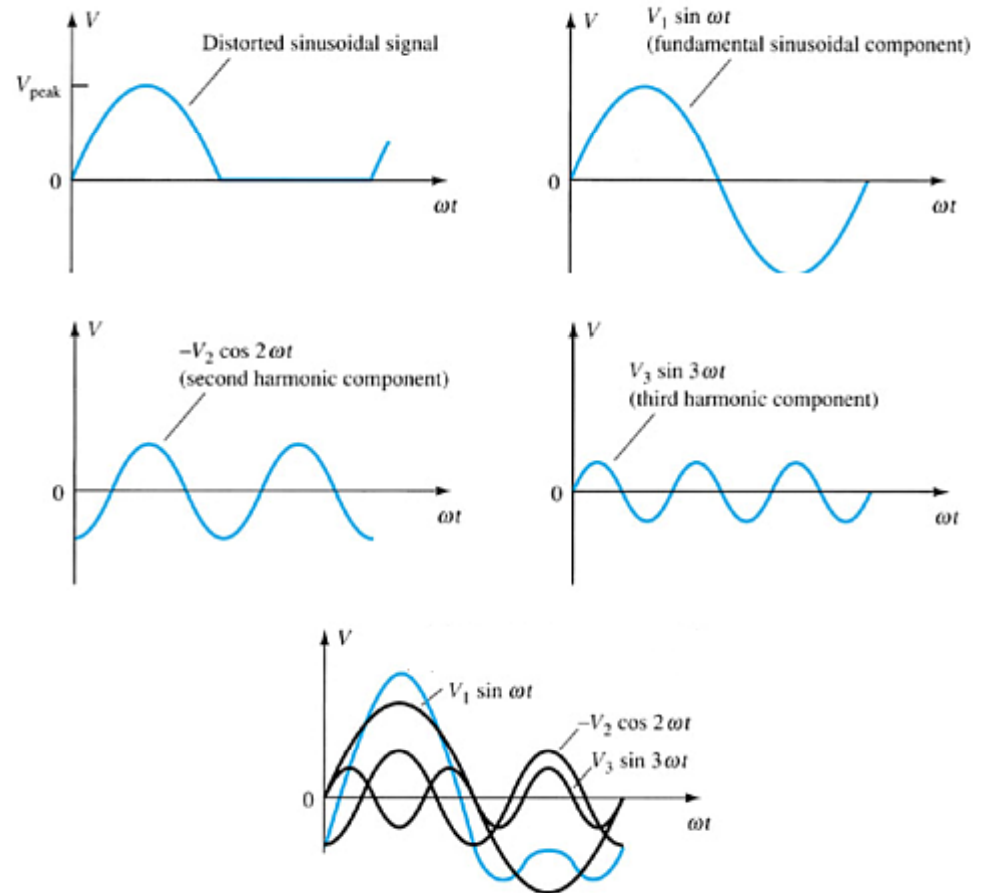 V
Distorted sinusoidal signal
V_peak
0
ωt
V
V₁ sin ωt
(fundamental sinusoidal component)
0
ωt
V
–V₂ cos 2ωt
(second harmonic component)
0
ωt
V
V₃ sin 3ωt
(third harmonic component)
0
ωt
V
V₁ sin ωt
–V₂ cos 2ωt
V₃ sin 3ωt
0
ωt